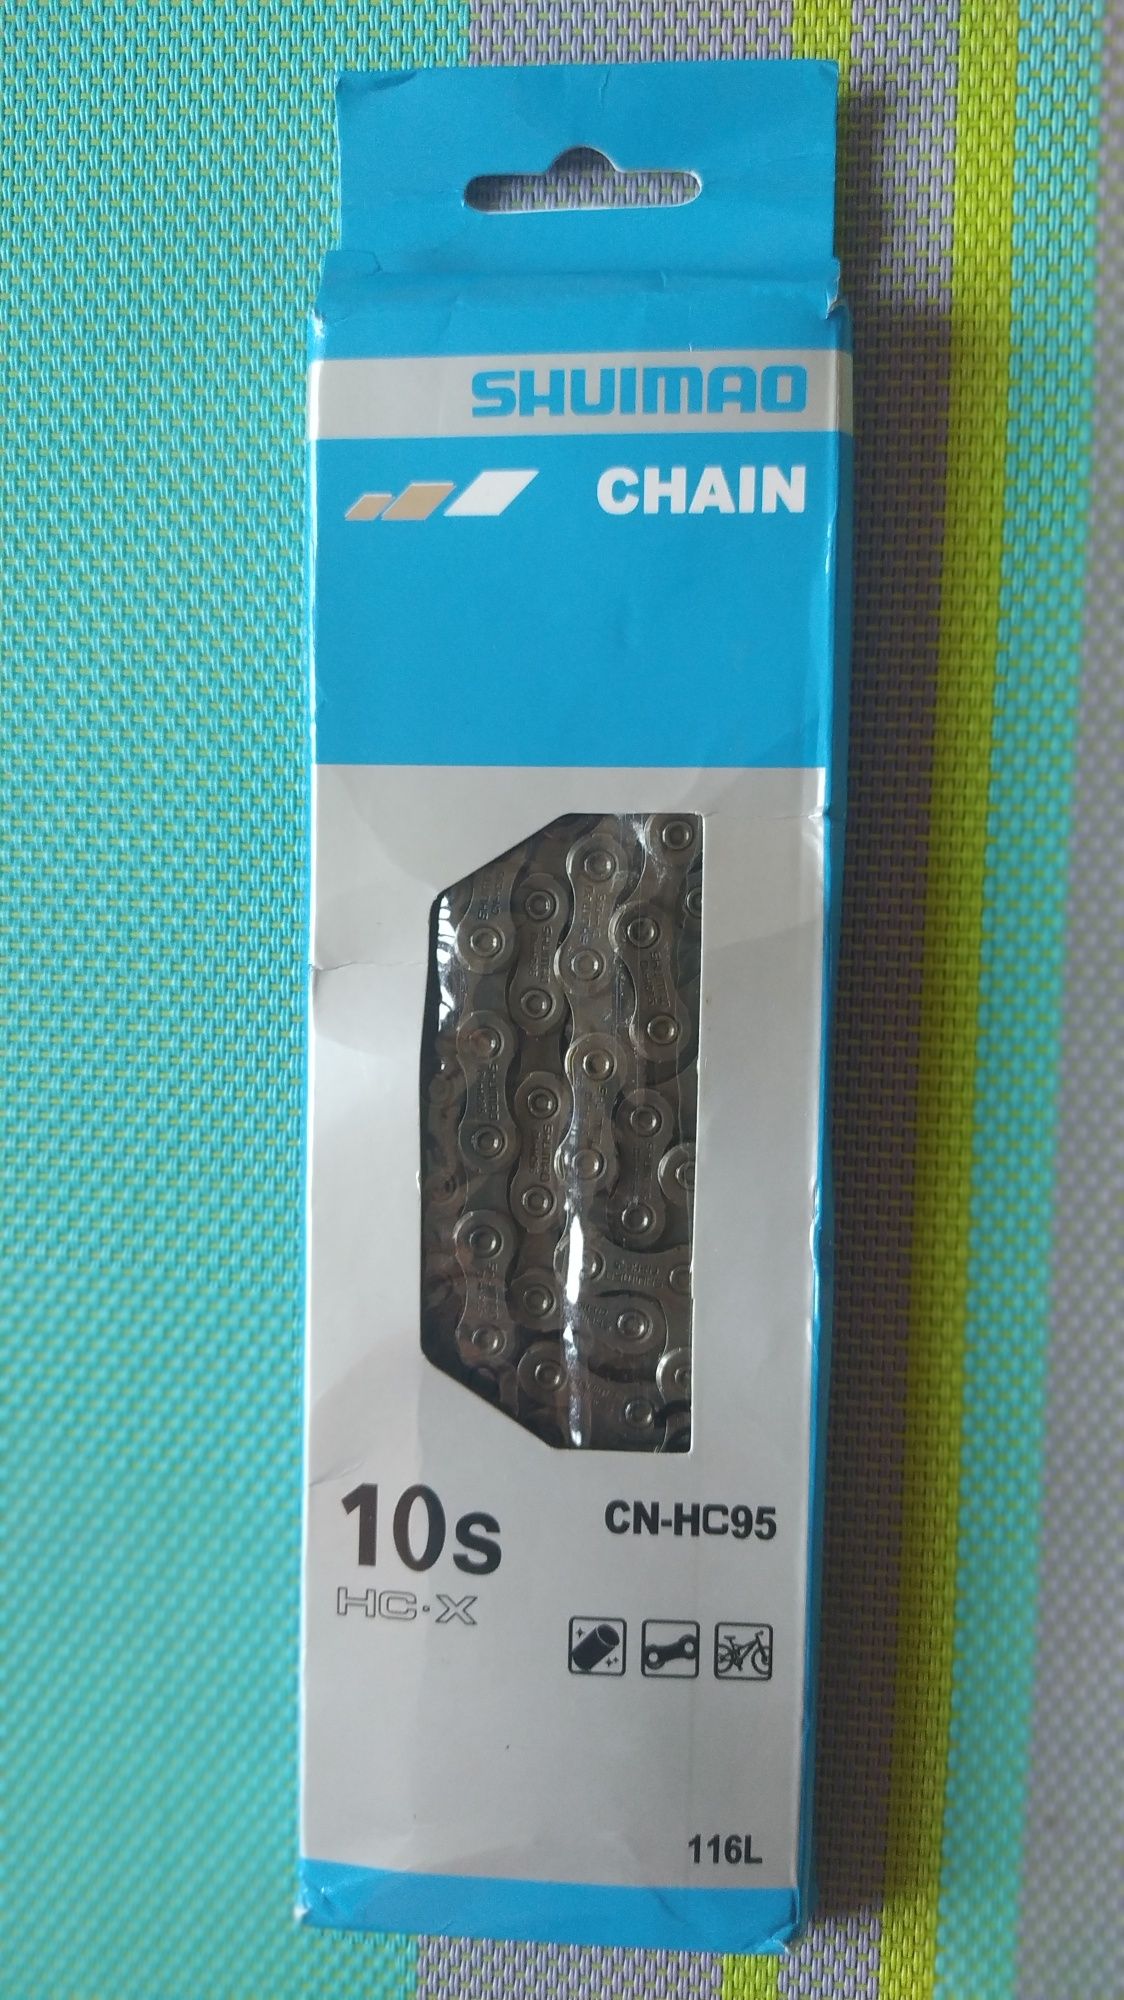 SHUIMAO
CHAIN
10s
CN-HC95
HC·X
116L